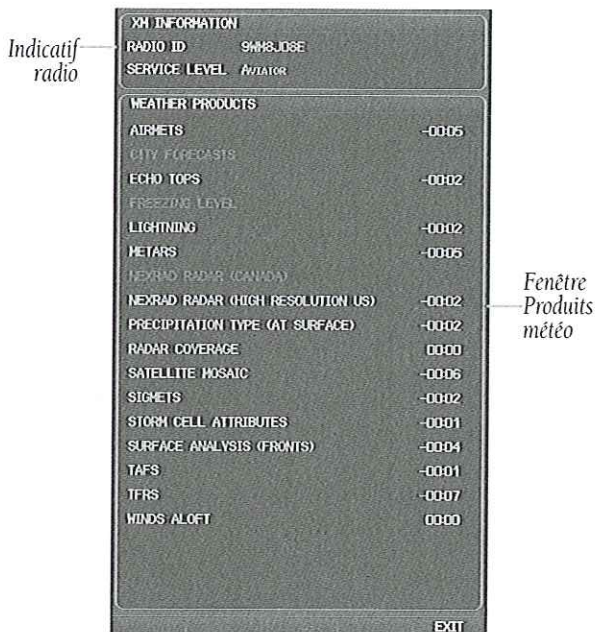 XM INFORMATION
Indicatif radio
RADIO ID 9WM8JD8E
SERVICE LEVEL AVIATOR
WEATHER PRODUCTS
AIRMETS -00:05
CITY FORECASTS
ECHO TOPS -00:02
FREEZING LEVEL
LIGHTNING -00:02
METARS -00:05
NEXRAD RADAR (CANADA)
NEXRAD RADAR (HIGH RESOLUTION US) -00:02
Fenêtre
Produits
météo
PRECIPITATION TYPE (AT SURFACE) -00:02
RADAR COVERAGE 00:00
SATELLITE MOSAIC -00:06
SIGMETS -00:02
STORM CELL ATTRIBUTES -00:01
SURFACE ANALYSIS (FRONTS) -00:04
TAFS -00:01
TFRS -00:07
WINDS ALOFT 00:00
EXIT